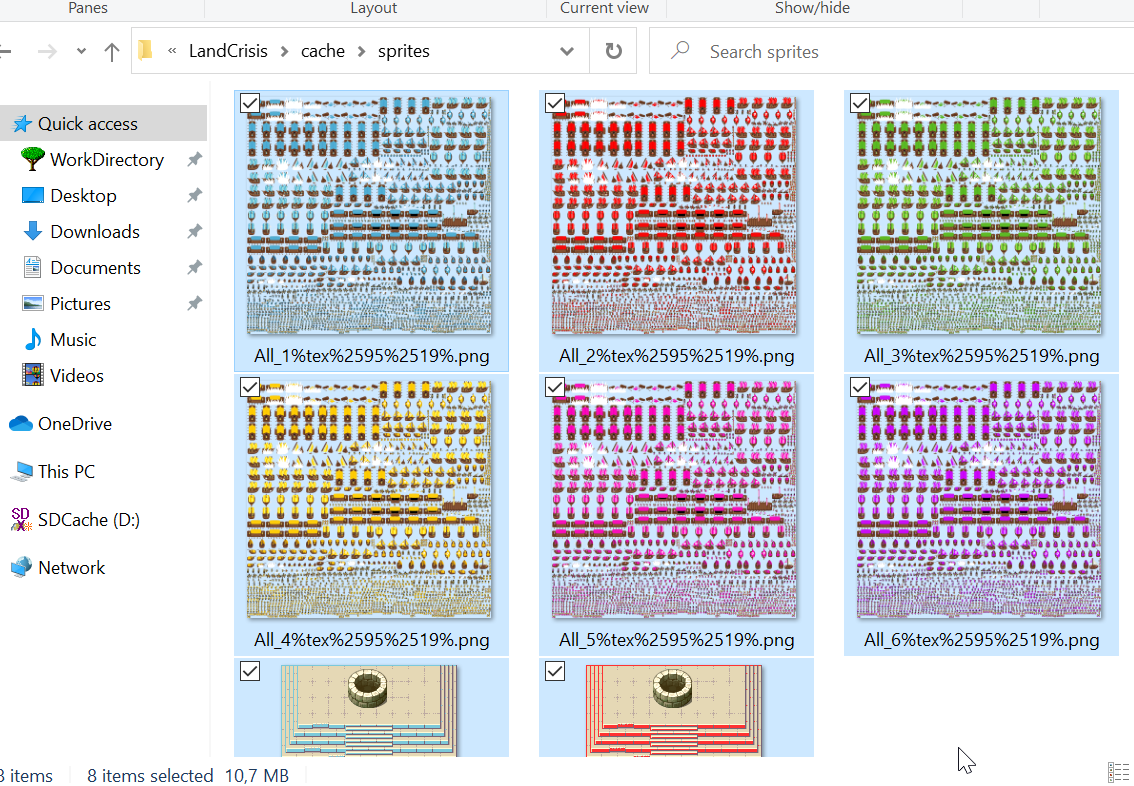 Panes Layout Current view Show/hide
« LandCrisis cache sprites Search sprites
Quick access
WorkDirectory
Desktop
Downloads
Documents
Pictures
Music
Videos
OneDrive
This PC
SDCache (D:)
Network
All_1%tex%2595%2519%.png All_2%tex%2595%2519%.png All_3%tex%2595%2519%.png
All_4%tex%2595%2519%.png All_5%tex%2595%2519%.png All_6%tex%2595%2519%.png
items 8 items selected 10,7 MB